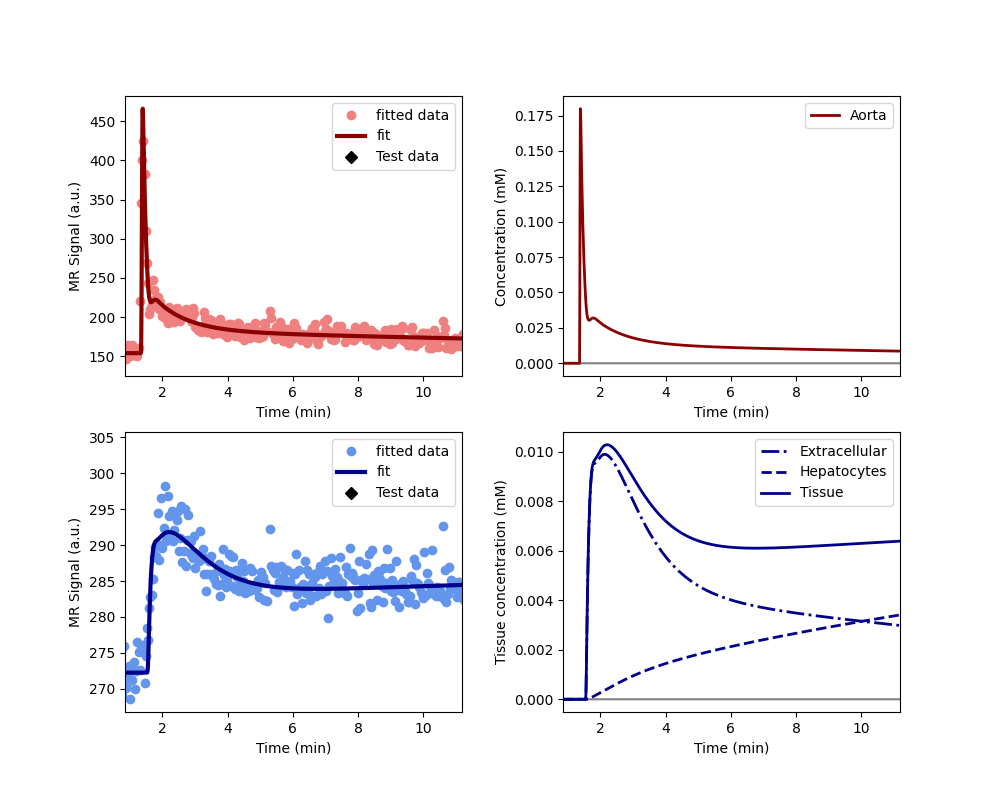 450
400
350
300
250
200
150
MR Signal (a.u.)
2 4 6 8 10
Time (min)
fitted data
fit
Test data
0.175
0.150
0.125
0.100
0.075
0.050
0.025
0.000
Concentration (mM)
2 4 6 8 10
Time (min)
Aorta
305
300
295
290
285
280
275
270
MR Signal (a.u.)
2 4 6 8 10
Time (min)
fitted data
fit
Test data
0.010
0.008
0.006
0.004
0.002
0.000
Tissue concentration (mM)
2 4 6 8 10
Time (min)
Extracellular
Hepatocytes
Tissue